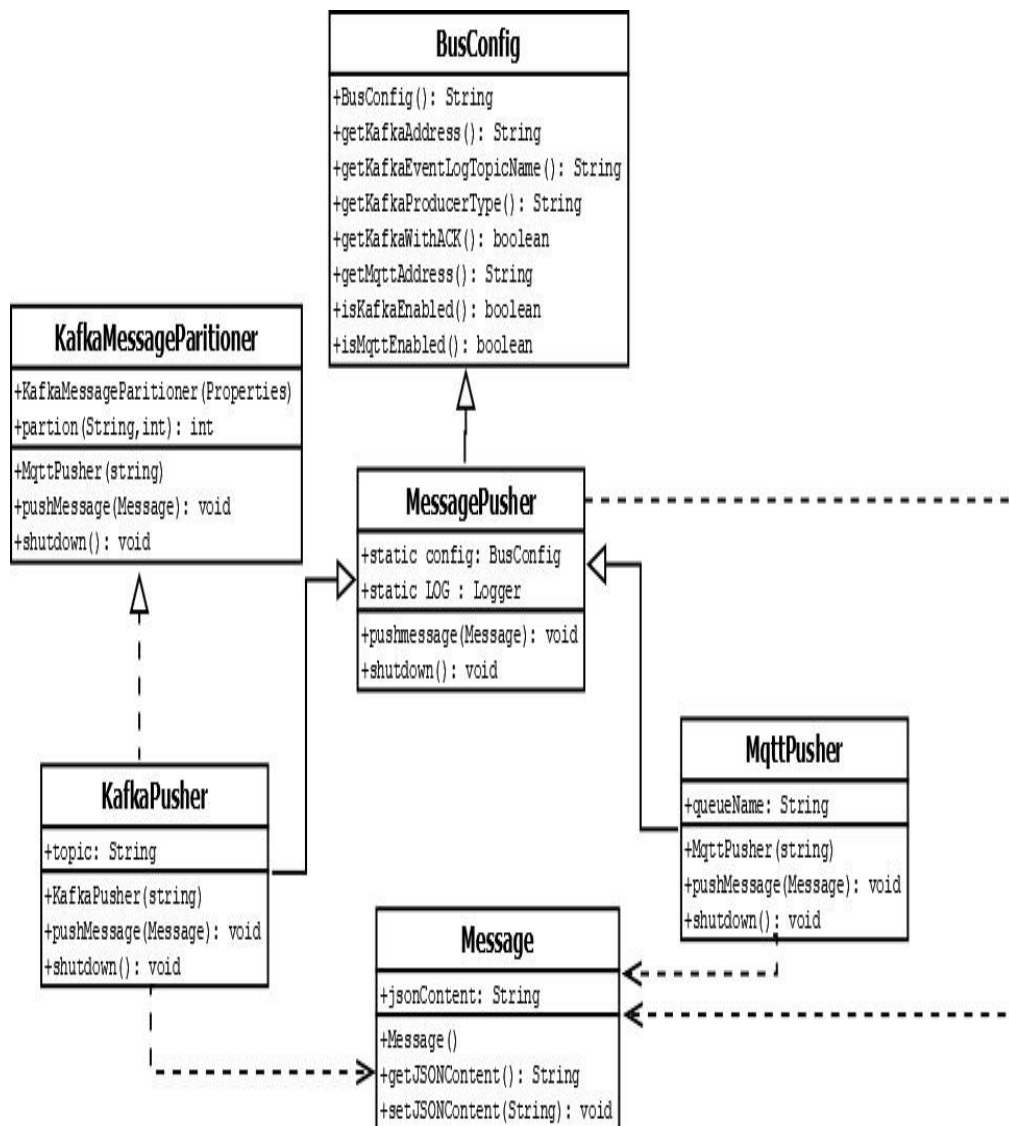 BusConfig
+BusConfig(): String
+getKafkaAddress(): String
+getKafkaEventLogTopicName(): String
+getKafkaProducerType(): String
+getKafkaWithACK(): boolean
+getMqttAddress(): String
+isKafkaEnabled(): boolean
+isMqttEnabled(): boolean
KafkaMessageParitioner
+KafkaMessageParitioner(Properties)
+partion(String,int): int
+MqttPusher(string)
+pushMessage(Message): void
+shutdown(): void
MessagePusher
+static config: BusConfig
+static LOG : Logger
+pushmessage(Message): void
+shutdown(): void
KafkaPusher
+topic: String
+KafkaPusher(string)
+pushMessage(Message): void
+shutdown(): void
MqttPusher
+queueName: String
+MqttPusher(string)
+pushMessage(Message): void
+shutdown(): void
Message
+jsonContent: String
+Message()
+getJSONContent(): String
+setJSONContent(String): void